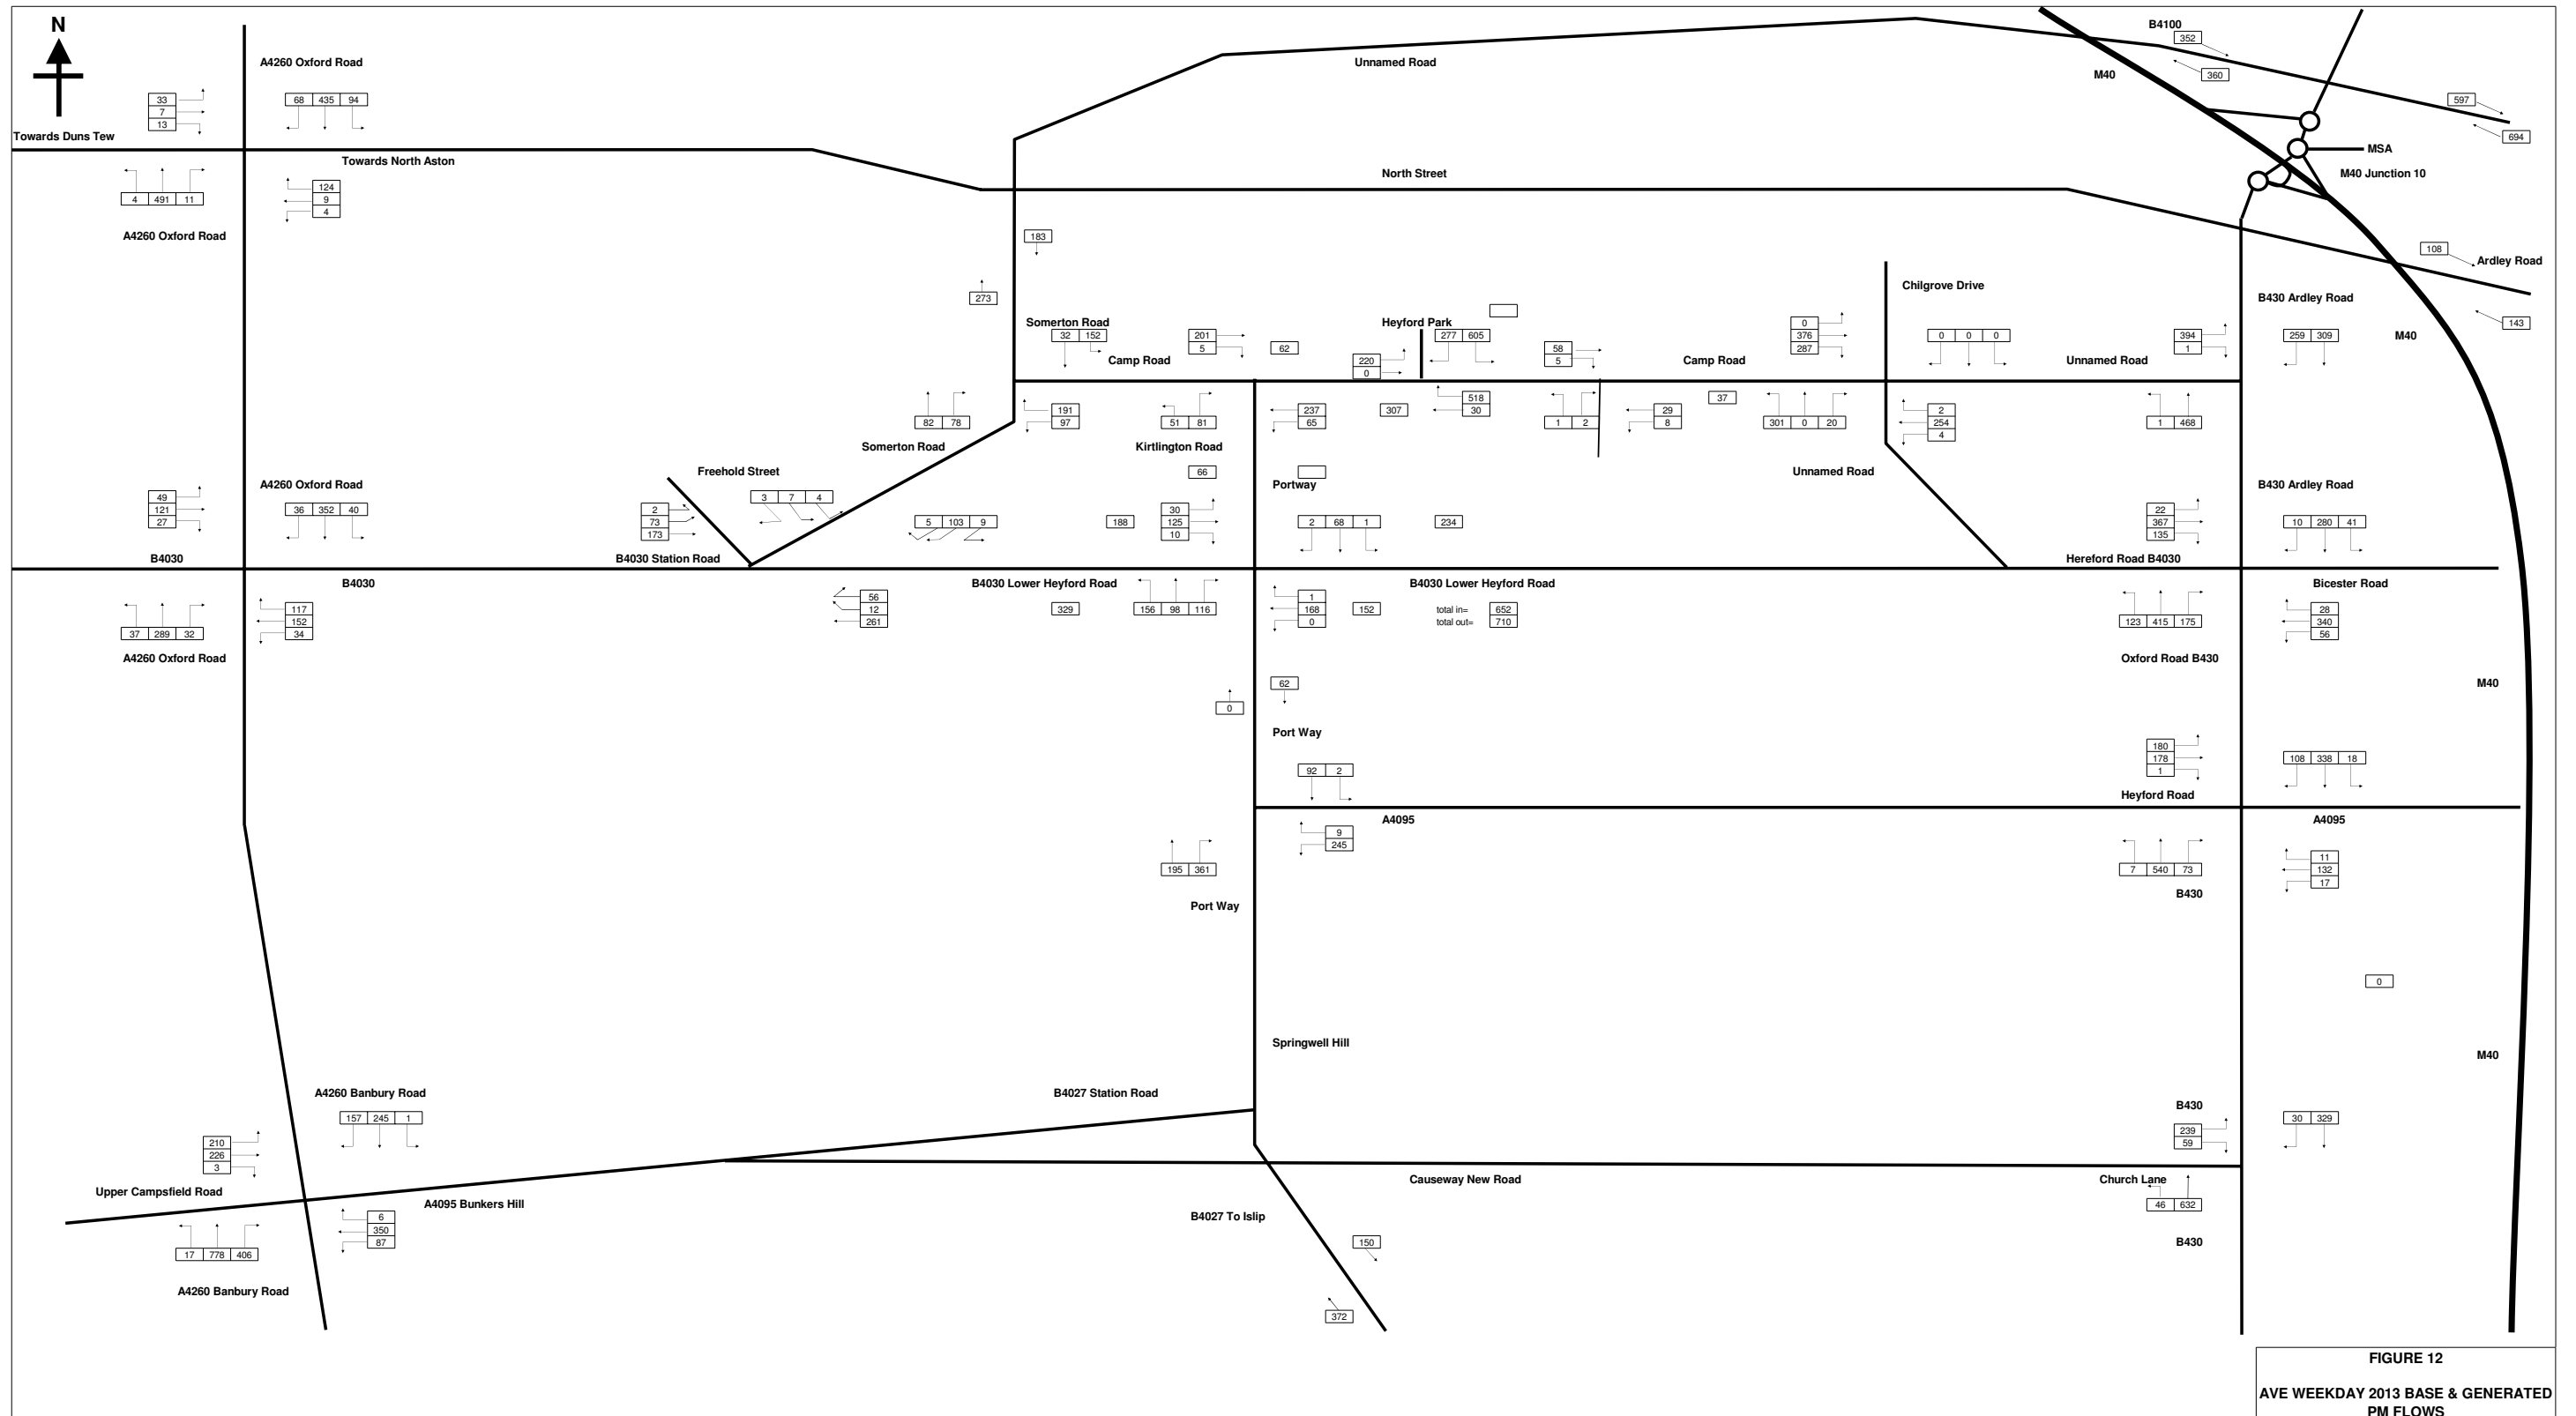 N
A4260 Oxford Road
33
7
13
68 435 94
Towards Duns Tew
Towards North Aston
4 491 11
124
9
4
A4260 Oxford Road
Unnamed Road
B4100
352
M40
360
597
694
MSA
M40 Junction 10
North Street
183
273
108
Ardley Road
143
Chilgrove Drive
B430 Ardley Road
M40
Somerton Road
32 152
Camp Road
201
5
62
Heyford Park
277 605
220
0
58
5
Camp Road
0
376
287
0 0 0
Unnamed Road
394
1
259 309
82 78
191
97
51 81
237
65
307
518
30
1 2
29
8
37
301 0 20
2
254
4
1 468
Somerton Road
Kirtlington Road
66
Portway
Unnamed Road
Freehold Street
A4260 Oxford Road
B430 Ardley Road
49
121
27
36 352 40
2
73
173
3 7 4
5 103 9
188
30
125
10
2 68 1
234
22
367
135
10 280 41
B4030
B4030 Station Road
Hereford Road B4030
B4030
B4030 Lower Heyford Road
B4030 Lower Heyford Road
Bicester Road
37 289 32
117
152
34
56
12
261
329
156 98 116
1
168
0
152
total in= 652
total out= 710
123 415 175
28
340
56
A4260 Oxford Road
Oxford Road B430
62
0
M40
Port Way
92 2
180
178
1
108 338 18
Heyford Road
A4095
A4095
9
245
195 361
7 540 73
11
132
17
Port Way
B430
0
Springwell Hill
M40
A4260 Banbury Road
B4027 Station Road
B430
157 245 1
210
226
3
239
59
30 329
Upper Campsfield Road
A4095 Bunkers Hill
Causeway New Road
Church Lane
46 632
6
350
87
17 778 406
B4027 To Islip
150
B430
A4260 Banbury Road
372
FIGURE 12
AVE WEEKDAY 2013 BASE & GENERATED
PM FLOWS